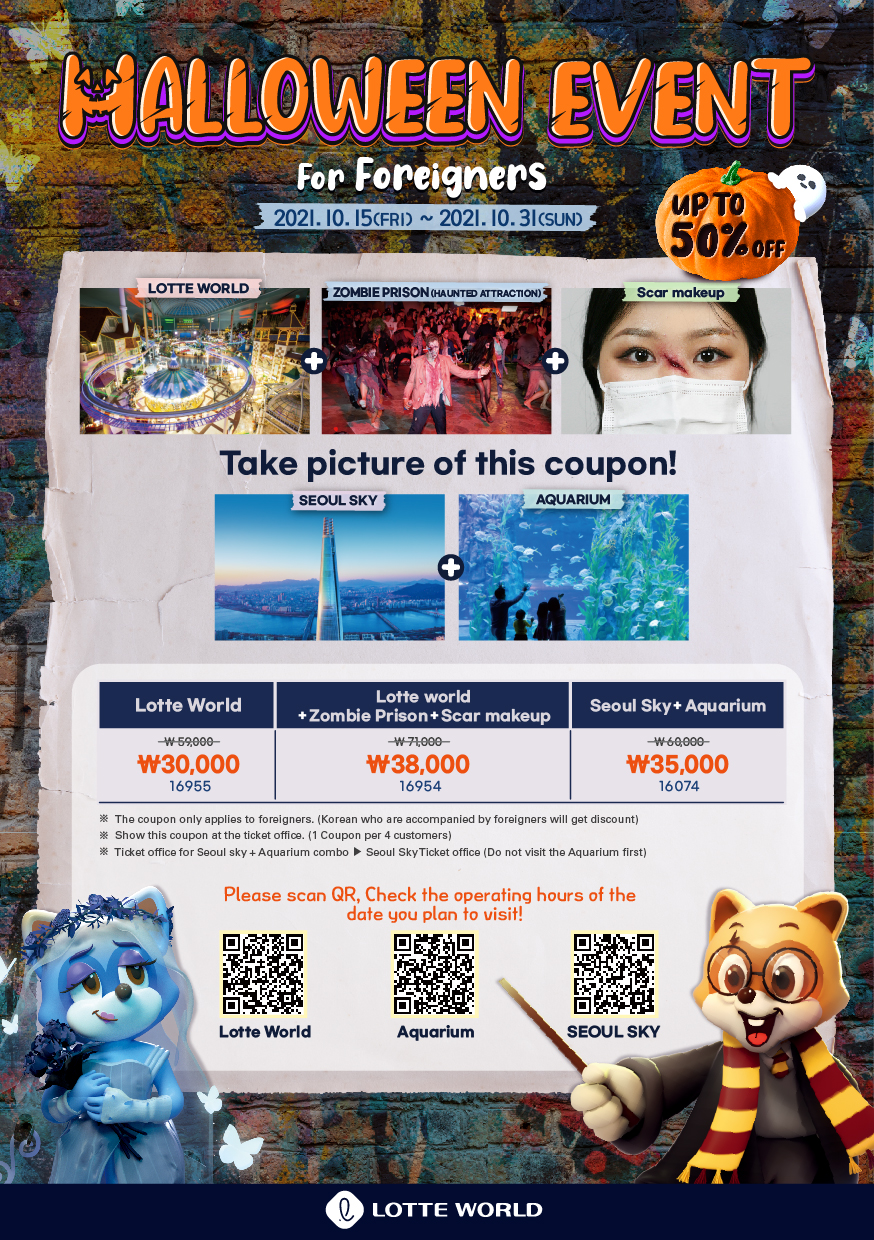 HALLOWEEN EVENT
For Foreigners
2021.10.15(FRI) ~ 2021.10.31(SUN)
UP TO
50% OFF
LOTTE WORLD
ZOMBIE PRISON (HAUNTED ATTRACTION)
Scar makeup
Take picture of this coupon!
SEOUL SKY
AQUARIUM
Lotte World
Lotte world
+Zombie Prison+Scar makeup
Seoul Sky+Aquarium
₩59,000
₩71,000
₩60,000
₩30,000
₩38,000
₩35,000
16955
16954
16074
※ The coupon only applies to foreigners. (Korean who are accompanied by foreigners will get discount)
※ Show this coupon at the ticket office. (1 Coupon per 4 customers)
※ Ticket office for Seoul sky + Aquarium combo ▶ Seoul Sky Ticket office (Do not visit the Aquarium first)
Please scan QR, Check the operating hours of the
date you plan to visit!
Lotte World
Aquarium
SEOUL SKY
LOTTE WORLD